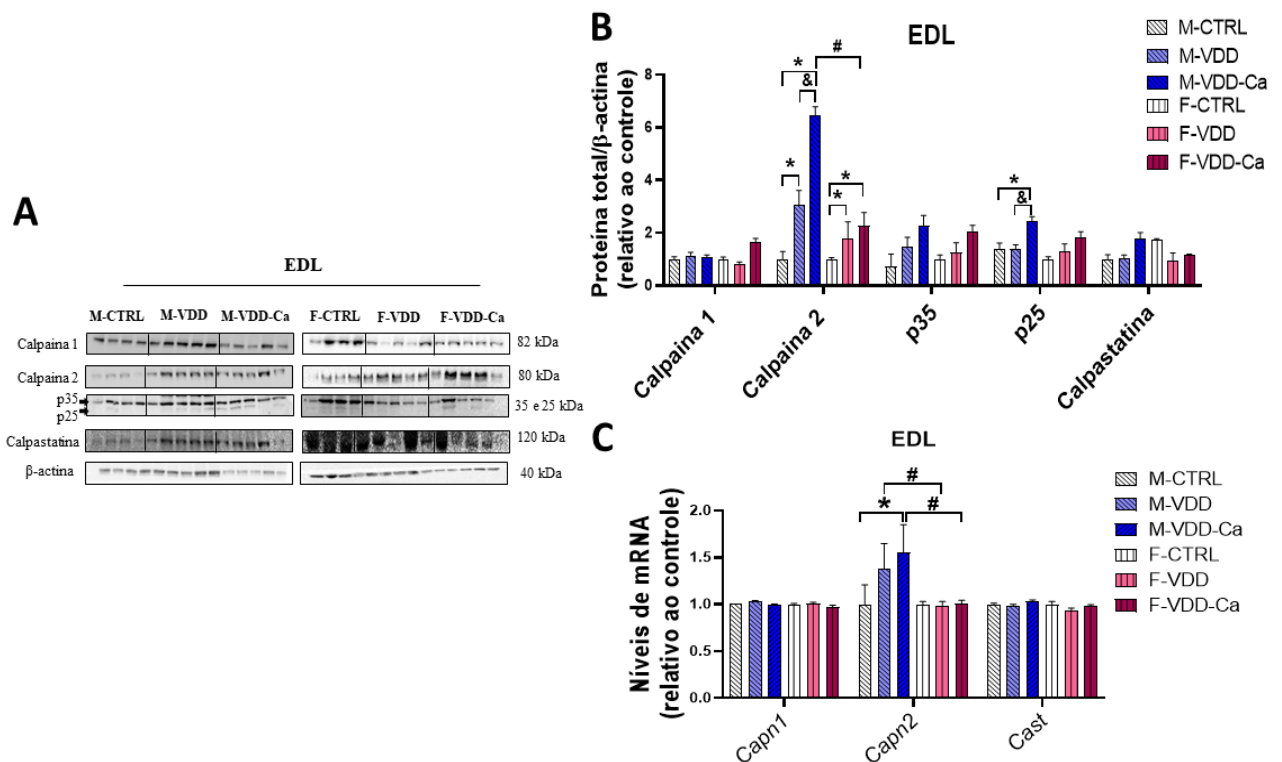 A
EDL
M-CTRL M-VDD M-VDD-Ca F-CTRL F-VDD F-VDD-Ca
Calpaina 1 82 kDa
Calpaina 2 80 kDa
p35
p25
35 e 25 kDa
Calpastatina 120 kDa
β-actina 40 kDa
B
EDL
Proteína total/β-actina
(relativo ao controle)
8
6
4
2
0
* & # * * * * &
Calpaina 1 Calpaina 2 p35 p25 Calpastatina
M-CTRL
M-VDD
M-VDD-Ca
F-CTRL
F-VDD
F-VDD-Ca
C
EDL
Níveis de mRNA
(relativo ao controle)
2.0
1.5
1.0
0.5
0.0
# * #
Capn1 Capn2 Cast
M-CTRL
M-VDD
M-VDD-Ca
F-CTRL
F-VDD
F-VDD-Ca